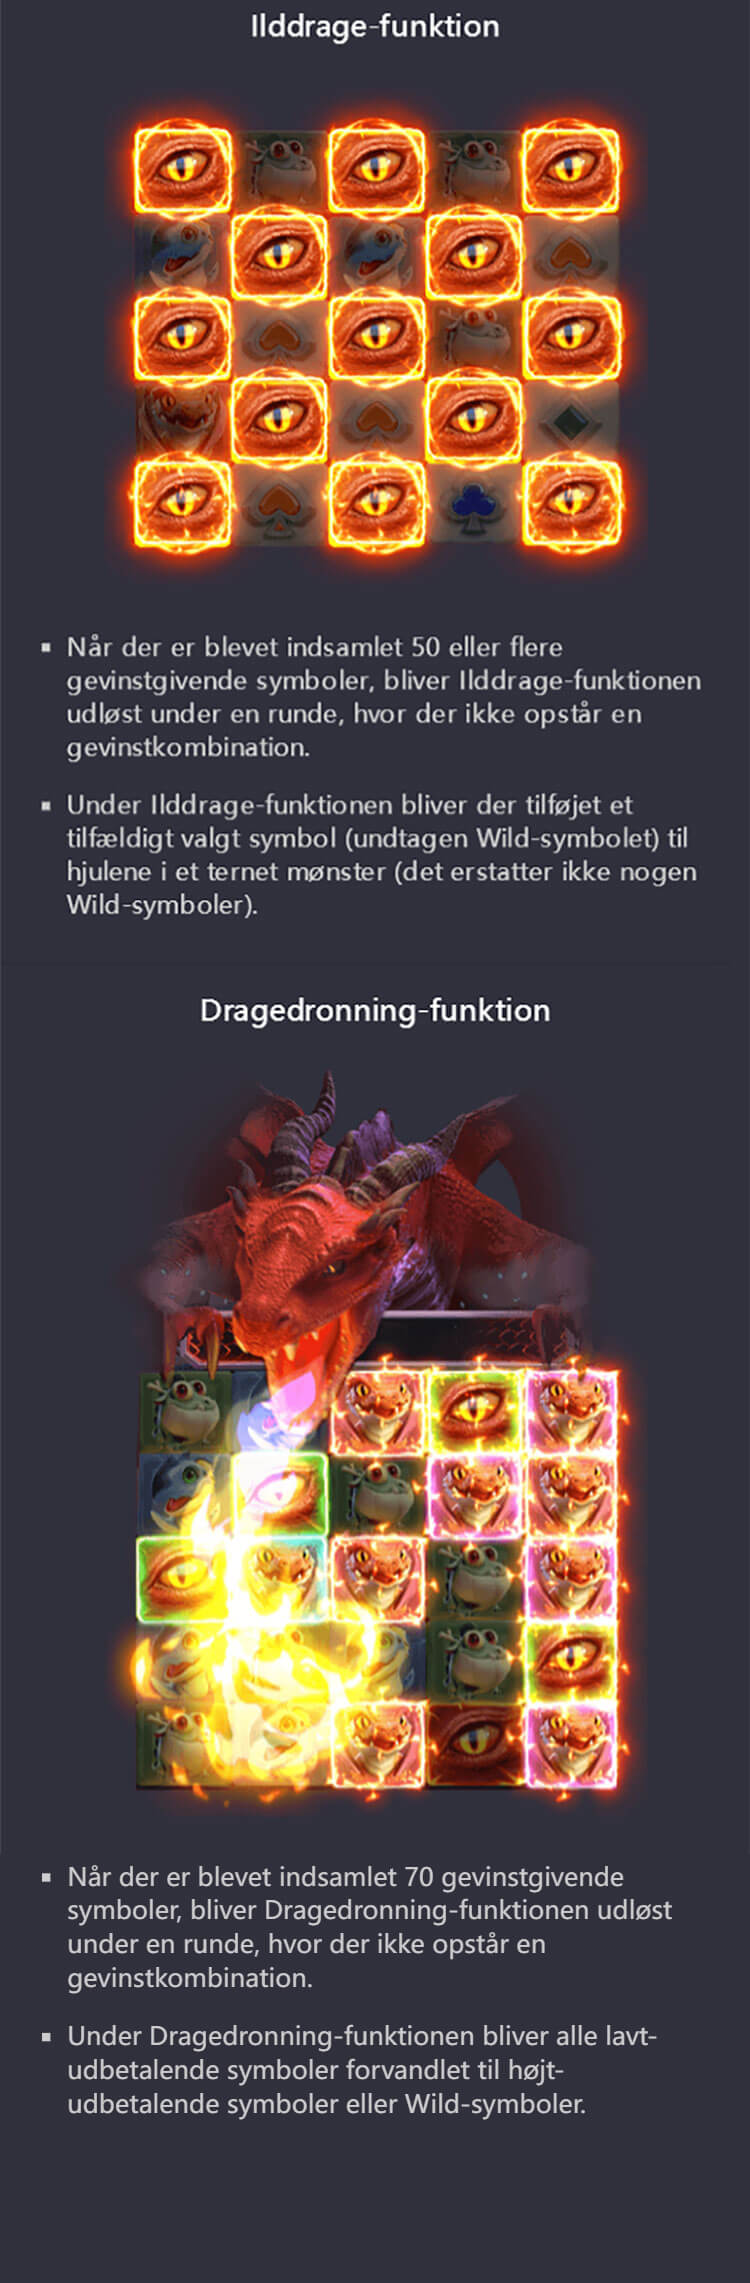 Ilddrage-funktion
▪ Når der er blevet indsamlet 50 eller flere
gevinstgivende symboler, bliver Ilddrage-funktionen
udløst under en runde, hvor der ikke opstår en
gevinstkombination.
▪ Under Ilddrage-funktionen bliver der tilføjet et
tilfældigt valgt symbol (undtagen Wild-symbolet) til
hjulene i et ternet mønster (det erstatter ikke nogen
Wild-symboler).
Dragedronning-funktion
▪ Når der er blevet indsamlet 70 gevinstgivende
symboler, bliver Dragedronning-funktionen udløst
under en runde, hvor der ikke opstår en
gevinstkombination.
▪ Under Dragedronning-funktionen bliver alle lavt-
udbetalende symboler forvandlet til højt-
udbetalende symboler eller Wild-symboler.